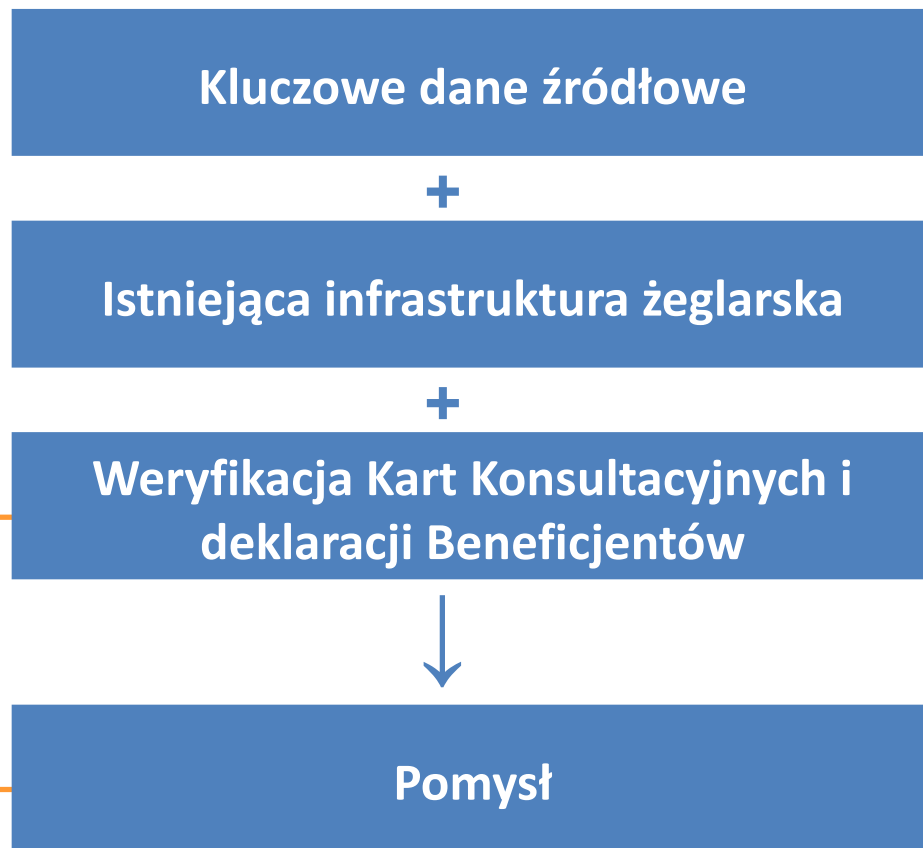 Kluczowe dane źródłowe
+
Istniejąca infrastruktura żeglarska
+
Weryfikacja Kart Konsultacyjnych i
deklaracji Beneficjentów
↓
Pomysł